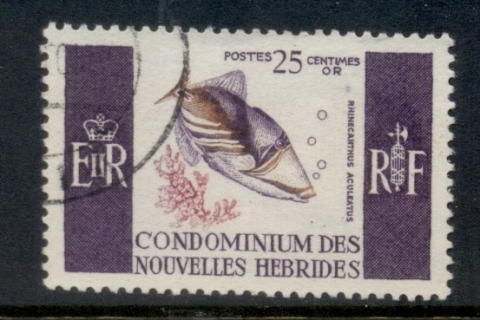 POSTES 25 CENTIMES
OR
RHINECANTHUS ACULEATUS
EIIR
RF
CONDOMINIUM DES
NOUVELLES HEBRIDES